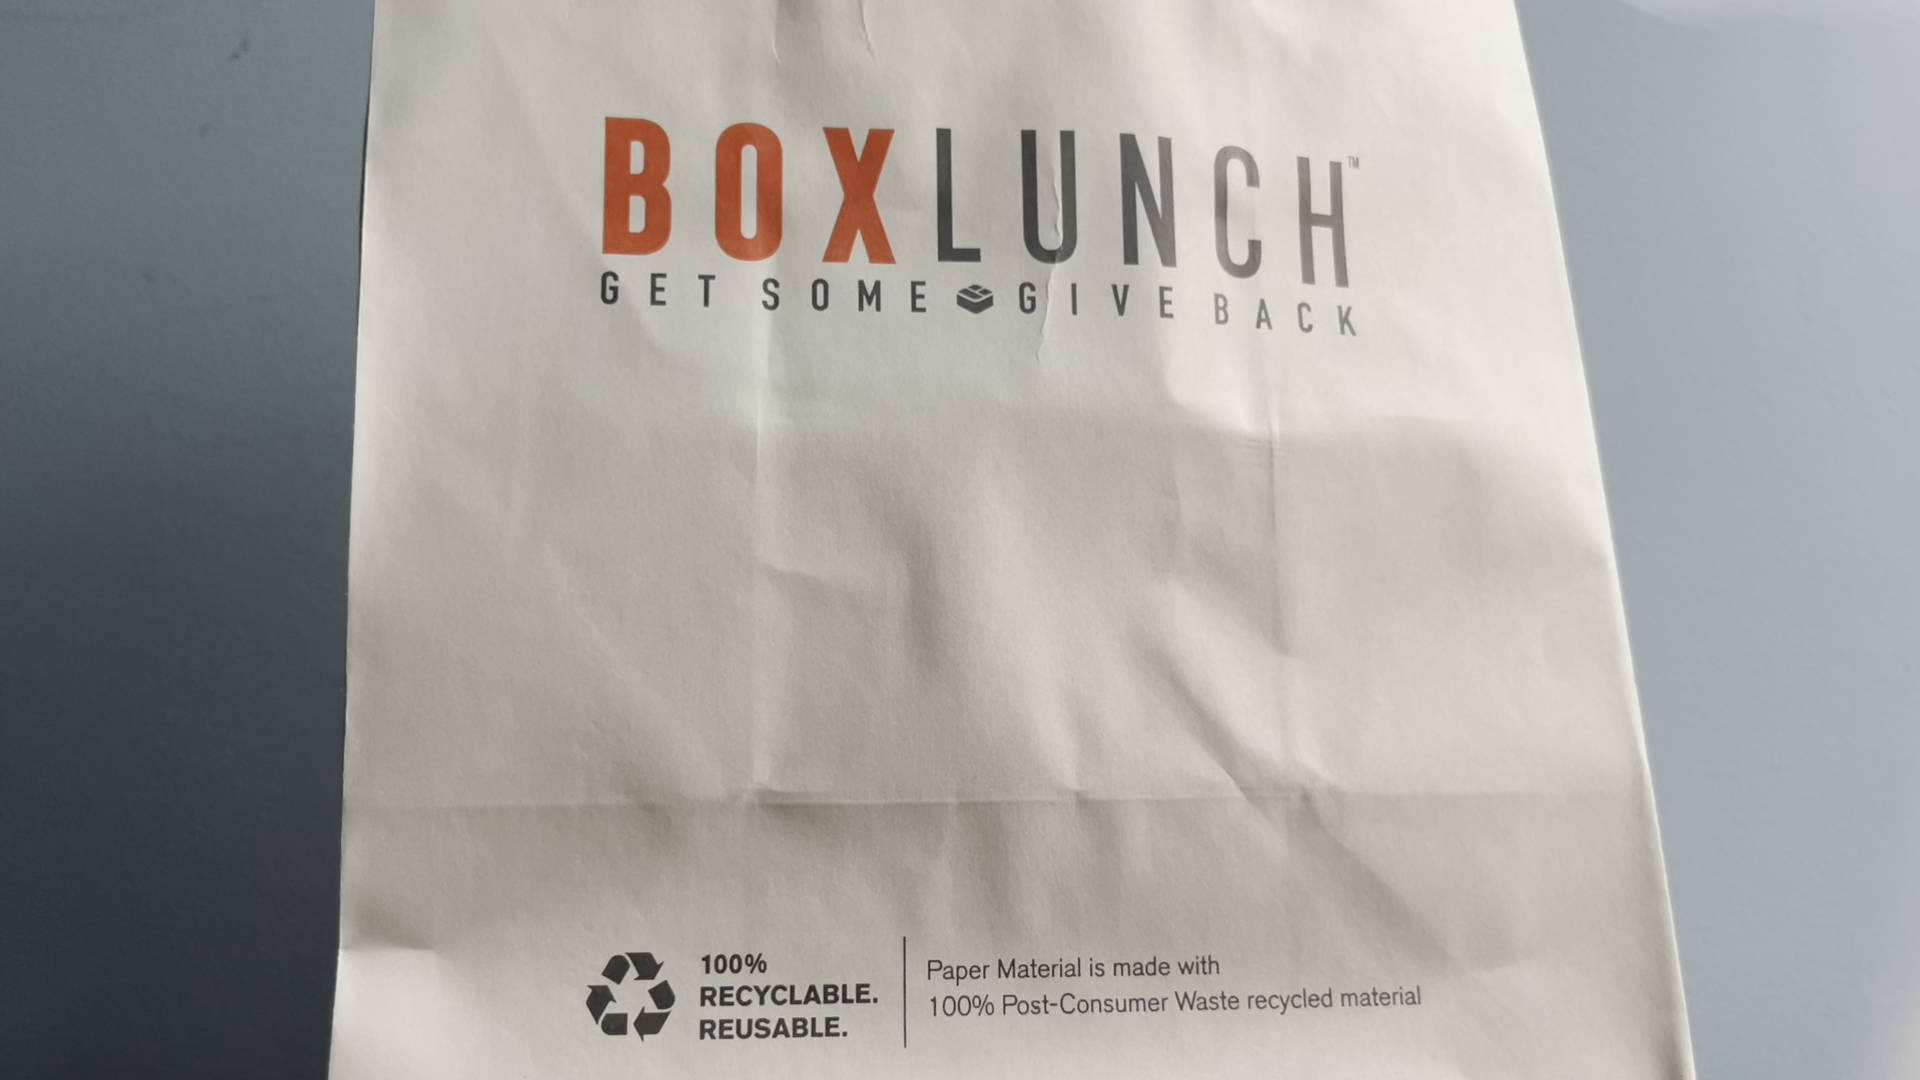 BOXLUNCH™
GET SOME GIVE BACK
100%
RECYCLABLE.
REUSABLE.
Paper Material is made with
100% Post-Consumer Waste recycled material